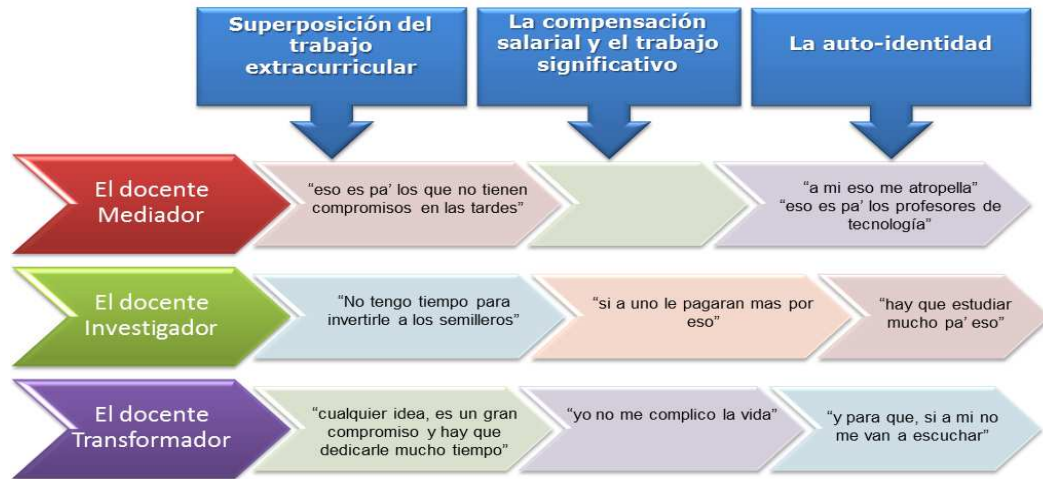 Superposición del
trabajo
extracurricular
La compensación
salarial y el trabajo
significativo
La auto-identidad
El docente
Mediador
“eso es pa’ los que no tienen
compromisos en las tardes”
“a mi eso me atropella”
“eso es pa’ los profesores de
tecnología”
El docente
Investigador
“No tengo tiempo para
invertirle a los semilleros”
“si a uno le pagaran mas por
eso”
“hay que estudiar
mucho pa’ eso”
El docente
Transformador
“cualquier idea, es un gran
compromiso y hay que
dedicarle mucho tiempo”
“yo no me complico la vida”
“y para que, si a mi no
me van a escuchar”